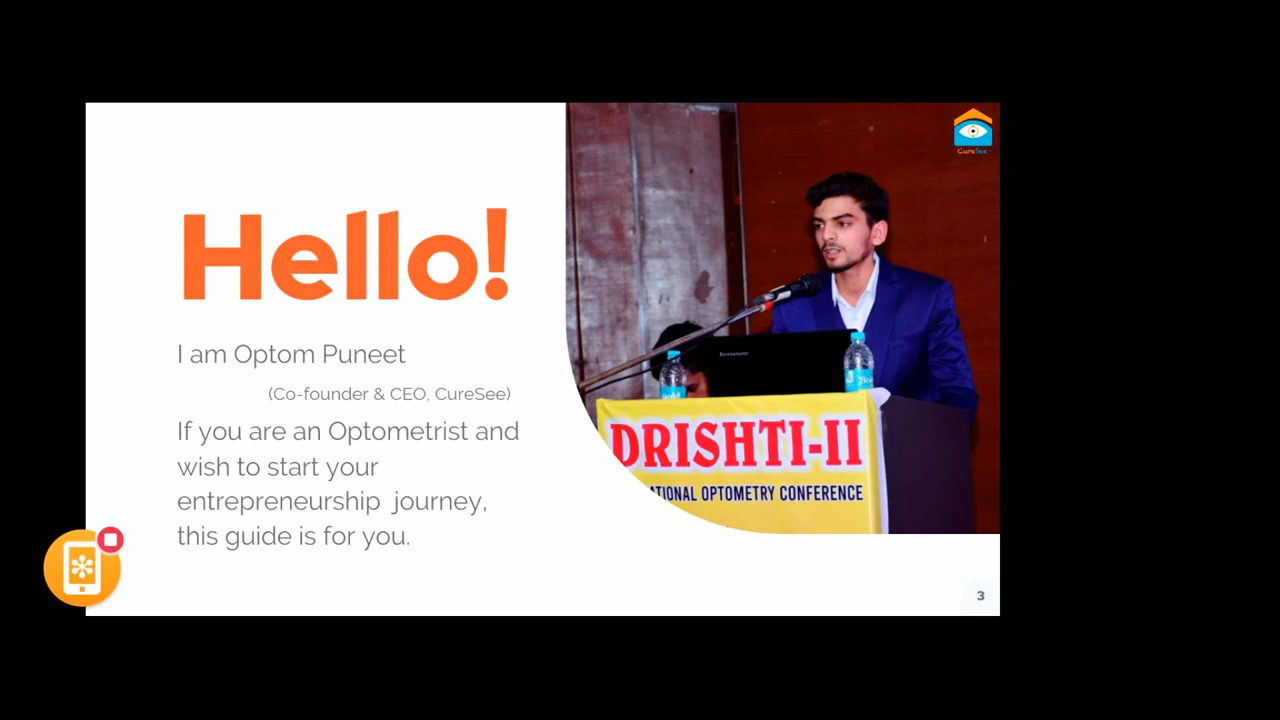 Hello!
I am Optom Puneet
(Co-founder & CEO, CureSee)
If you are an Optometrist and
wish to start your
entrepreneurship journey,
this guide is for you.
CureSee
DRISHTI-II
ATIONAL OPTOMETRY CONFERENCE
3